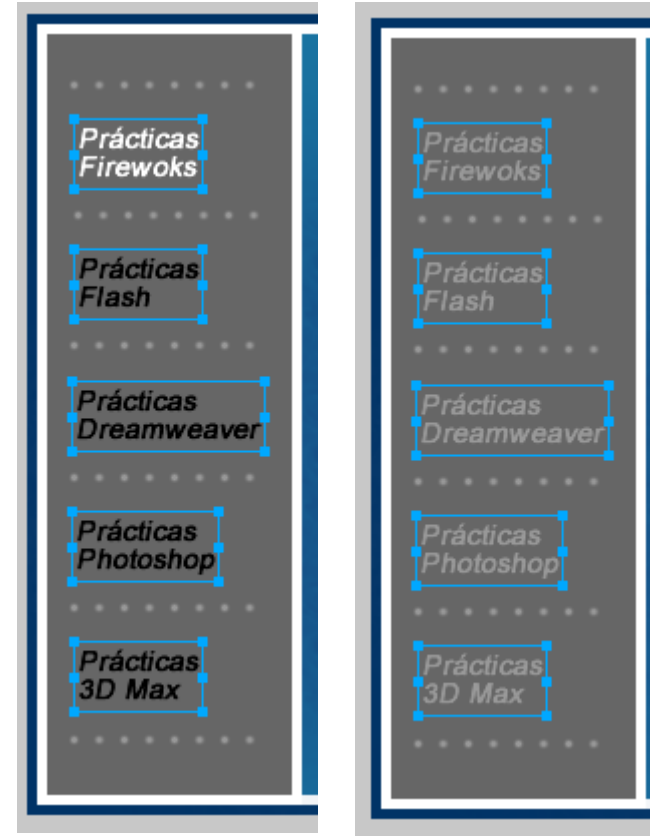 Prácticas
Firewoks
Prácticas
Flash
Prácticas
Dreamweaver
Prácticas
Photoshop
Prácticas
3D Max
Prácticas
Firewoks
Prácticas
Flash
Prácticas
Dreamweaver
Prácticas
Photoshop
Prácticas
3D Max